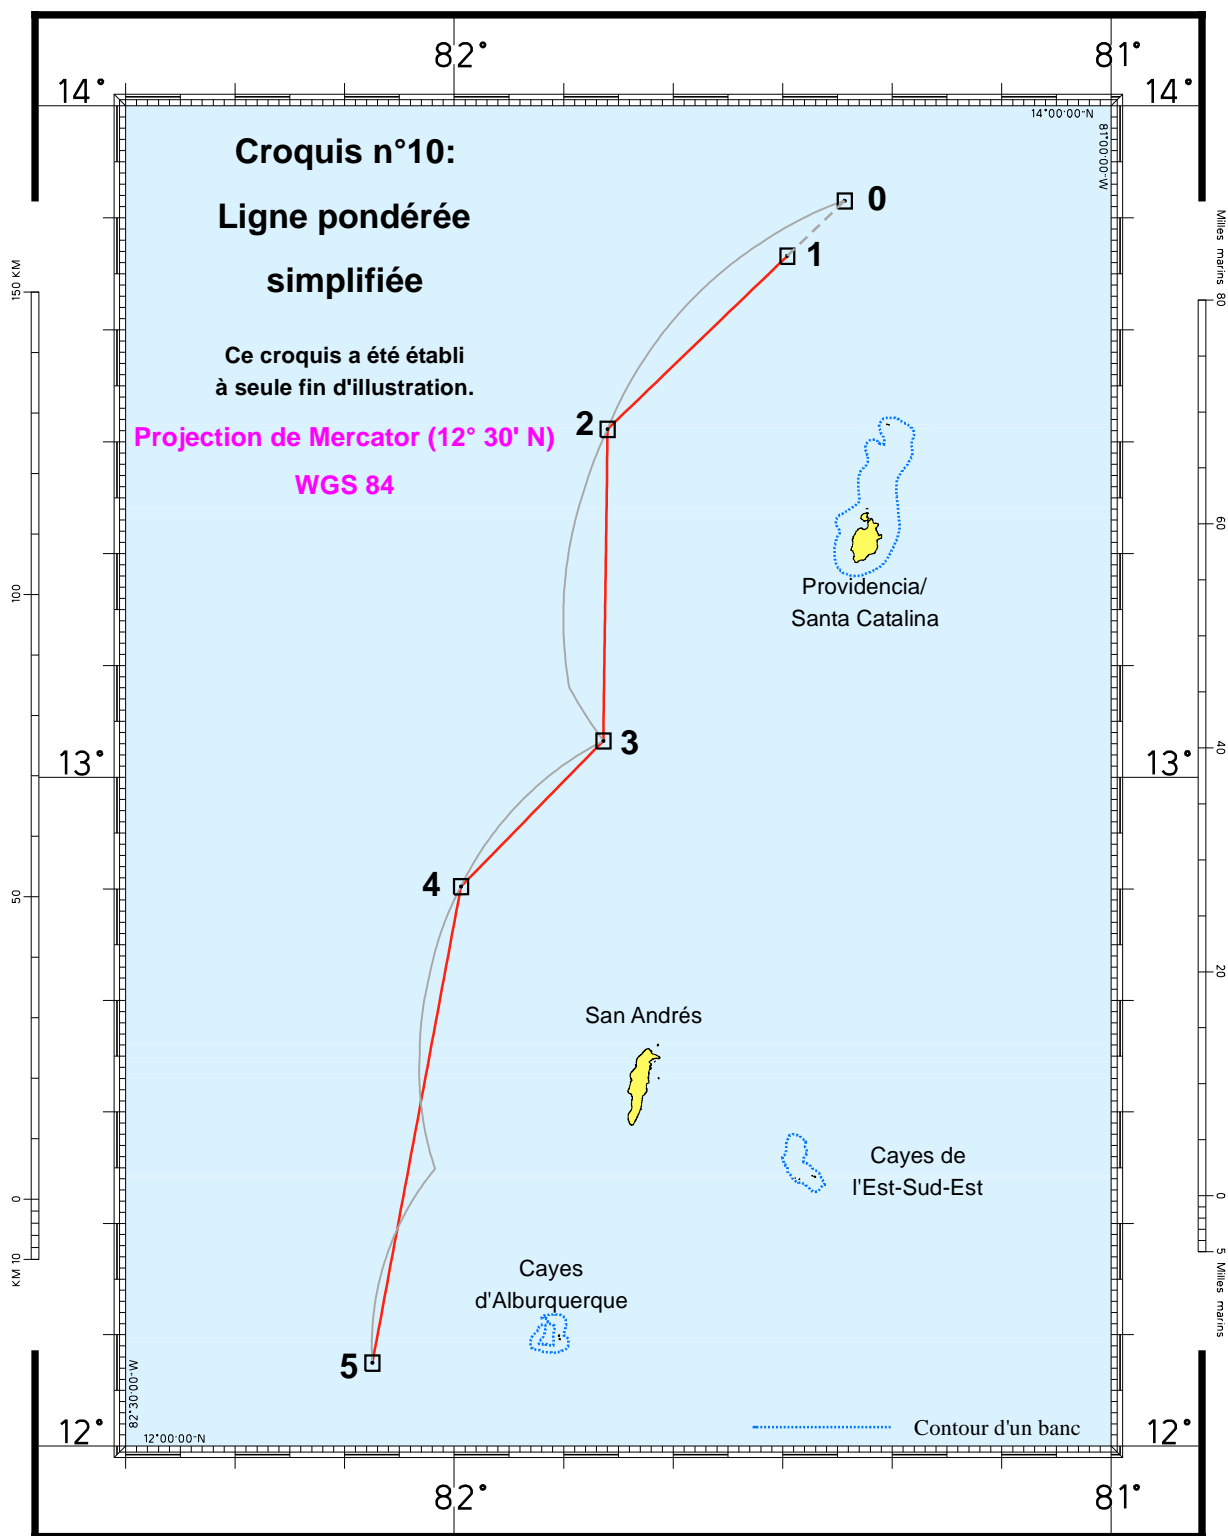 82°
81°
14°
14°
14°00'00"N
81°00'00"W
Croquis n°10:
Ligne pondérée
simplifiée
Ce croquis a été établi
à seule fin d'illustration.
Projection de Mercator (12° 30' N)
WGS 84
0
1
2
3
4
5
Providencia/
Santa Catalina
San Andrés
Cayes de
l'Est-Sud-Est
Cayes
d'Alburquerque
Contour d'un banc
13°
13°
150 KM
100
50
0
KM 10
Milles marins
80
60
40
20
0
5 Milles marins
82°30'00"W
12°00'00"N
12°
12°
82°
81°